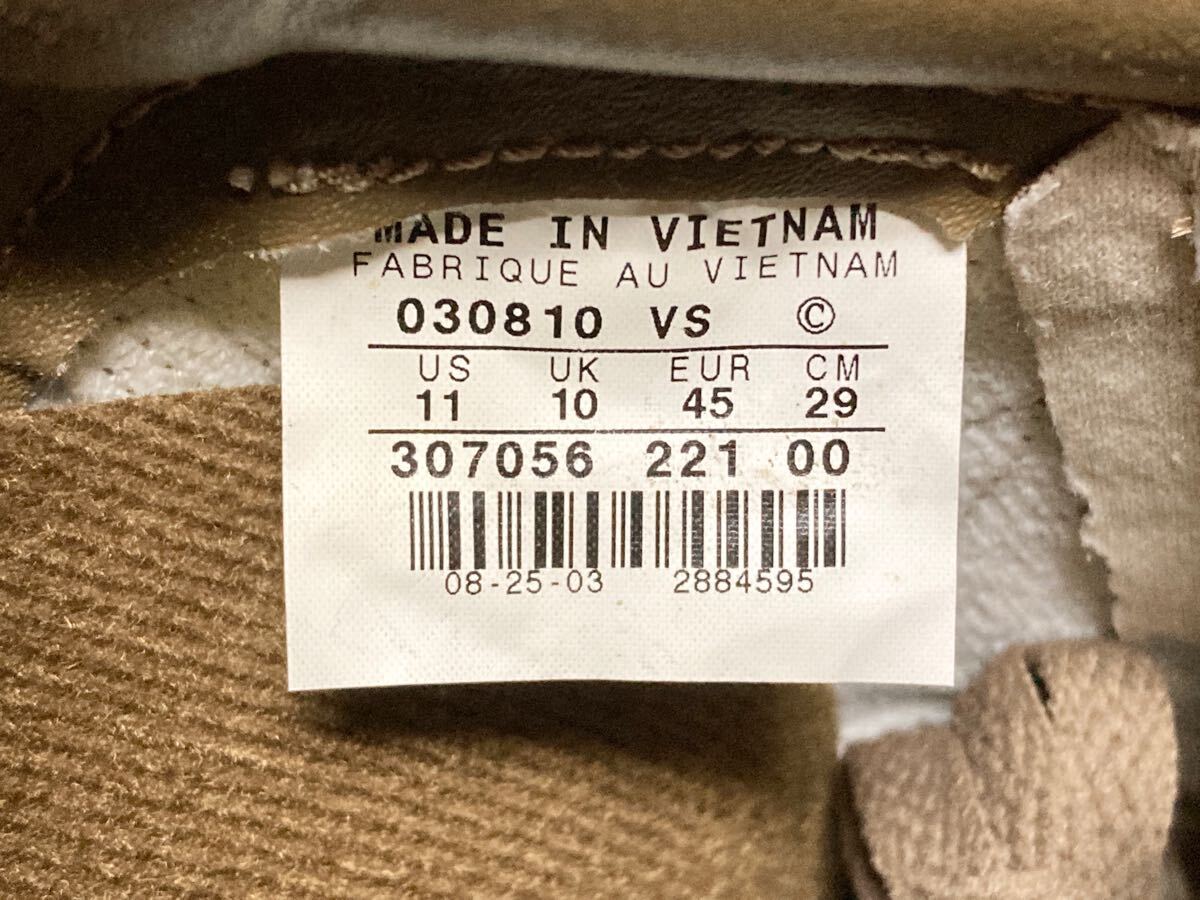 MADE IN VIETNAM
FABRIQUE AU VIETNAM
030810 VS ©
US UK EUR CM
11 10 45 29
307056 221 00
08-25-03 2884595